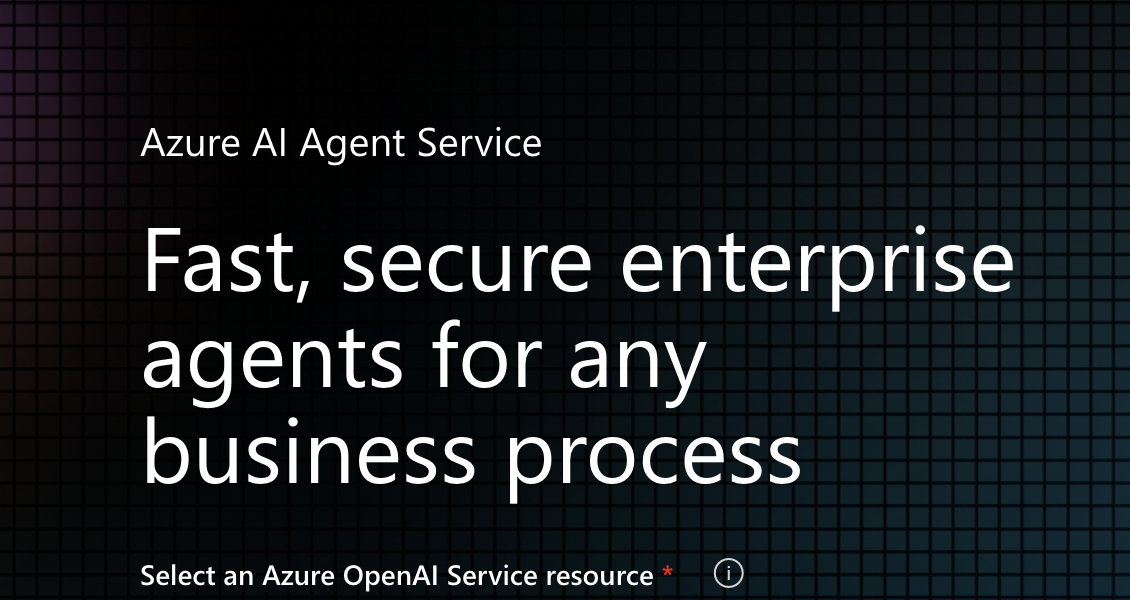 Azure AI Agent Service
Fast, secure enterprise
agents for any
business process
Select an Azure OpenAI Service resource *